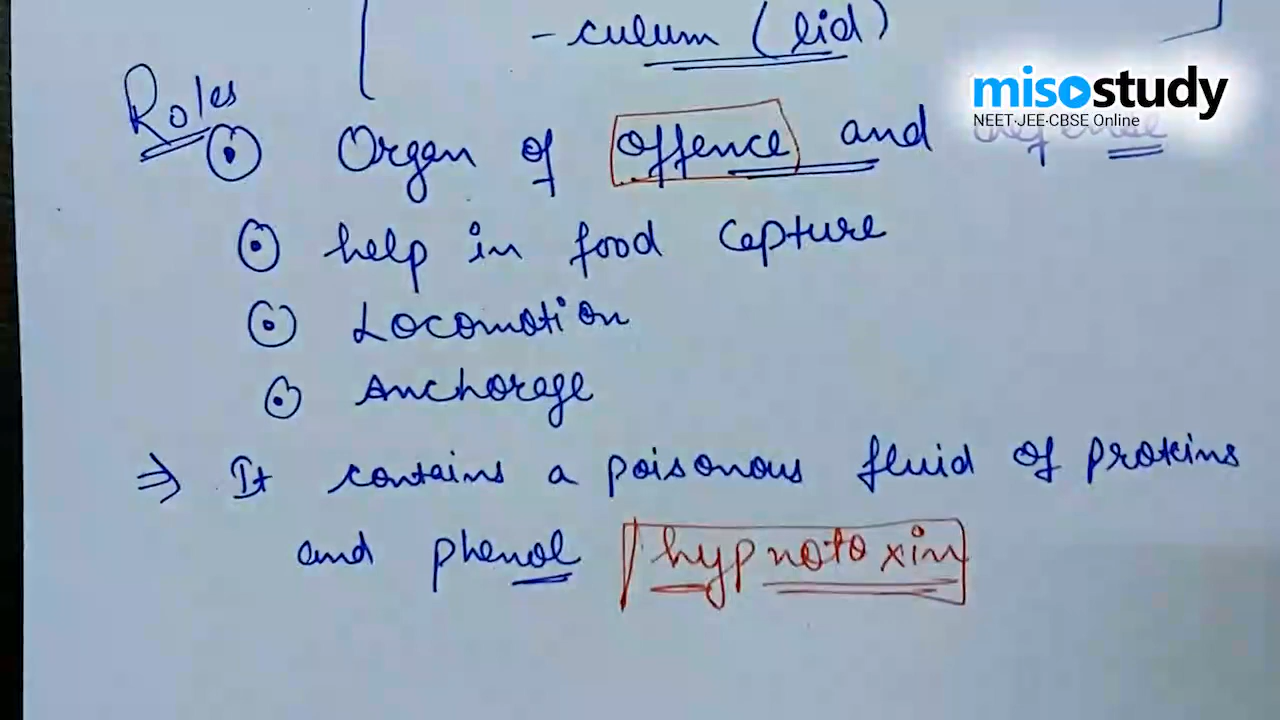 -culum (lid)
misostudy
NEET·JEE·CBSE Online
Roles
Organ of offence and defense
help in food capture
Locomotion
Anchorage
⇒ It contains a poisonous fluid of proteins
and phenol hypnotoxin